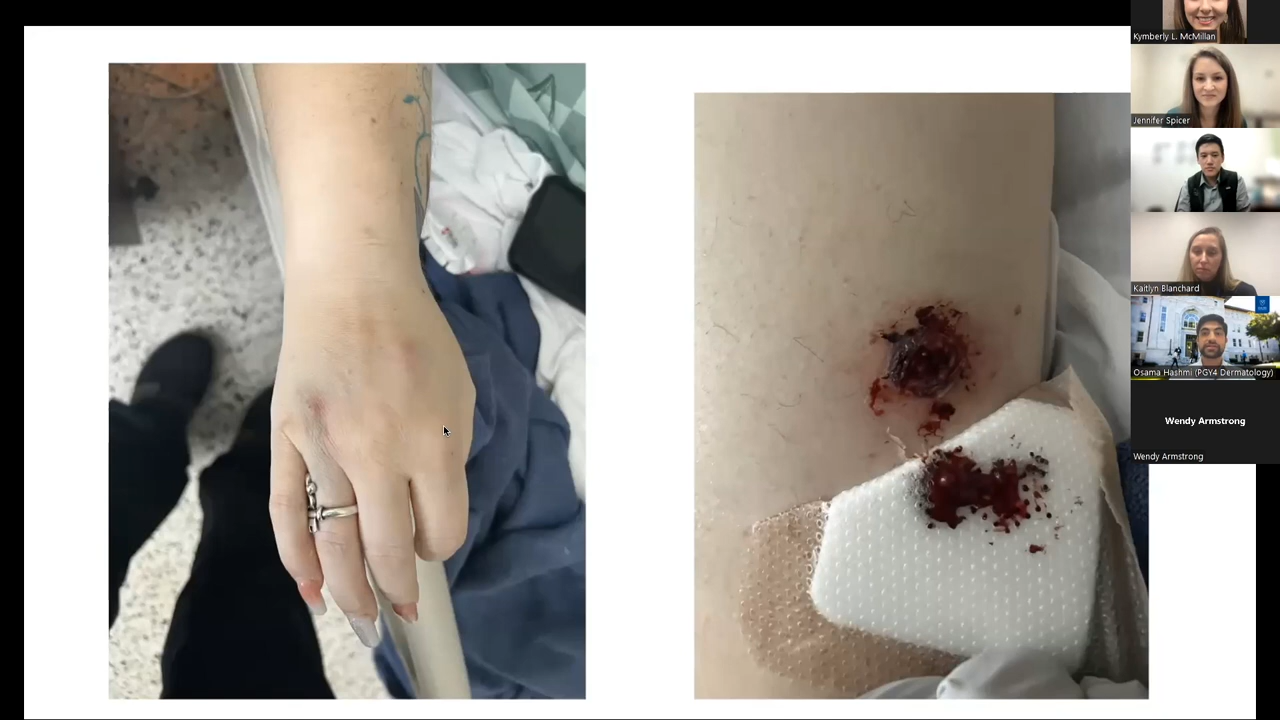 Kymberly L. McMillan
Jennifer Spicer
Kaitlyn Blanchard
Osama Hashmi (PGY4 Dermatology)
Wendy Armstrong
Wendy Armstrong